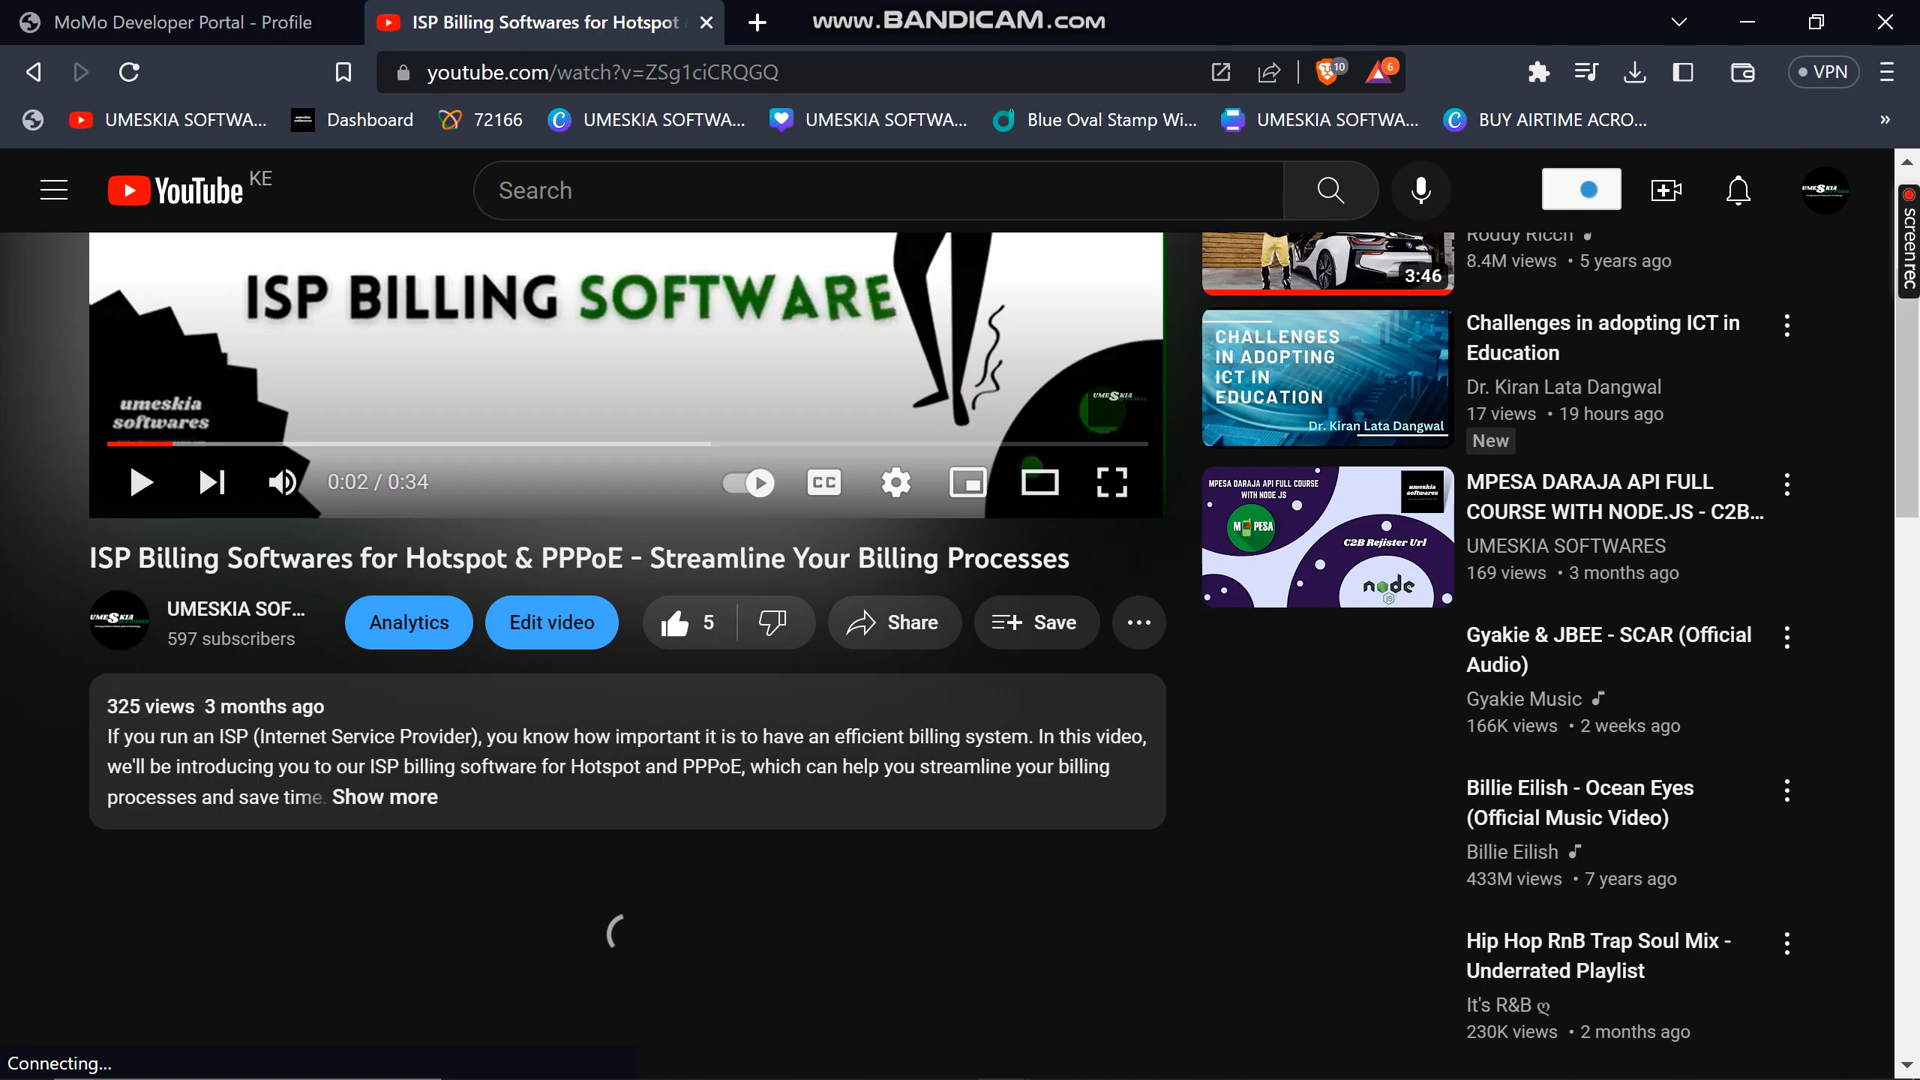 MoMo Developer Portal - Profile
ISP Billing Softwares for Hotspot
www.BANDICAM.com
youtube.com/watch?v=ZSg1ciCRQGQ
10
6
VPN
UMESKIA SOFTWA...
Dashboard
72166
UMESKIA SOFTWA...
UMESKIA SOFTWA...
Blue Oval Stamp Wi...
UMESKIA SOFTWA...
BUY AIRTIME ACRO...
»
YouTube KE
Search
screenrec
ISP BILLING SOFTWARE
umeskia
softwares
UMESKIA
0:02 / 0:34
CC
ISP Billing Softwares for Hotspot & PPPoE - Streamline Your Billing Processes
UMESKIA SOF...
597 subscribers
Analytics
Edit video
5
Share
Save
325 views 3 months ago
If you run an ISP (Internet Service Provider), you know how important it is to have an efficient billing system. In this video,
we'll be introducing you to our ISP billing software for Hotspot and PPPoE, which can help you streamline your billing
processes and save time. Show more
Roddy Ricch
8.4M views • 5 years ago
3:46
CHALLENGES
IN ADOPTING
ICT IN
EDUCATION
Dr. Kiran Lata Dangwal
Challenges in adopting ICT in
Education
Dr. Kiran Lata Dangwal
17 views • 19 hours ago
New
MPESA DARAJA API FULL COURSE
WITH NODE JS
umeskia
softwares
M PESA
C2B Rejister Url
node
JS
MPESA DARAJA API FULL
COURSE WITH NODE.JS - C2B...
UMESKIA SOFTWARES
169 views • 3 months ago
Gyakie & JBEE - SCAR (Official
Audio)
Gyakie Music
166K views • 2 weeks ago
Billie Eilish - Ocean Eyes
(Official Music Video)
Billie Eilish
433M views • 7 years ago
Hip Hop RnB Trap Soul Mix -
Underrated Playlist
It's R&B ღ
230K views • 2 months ago
Connecting...